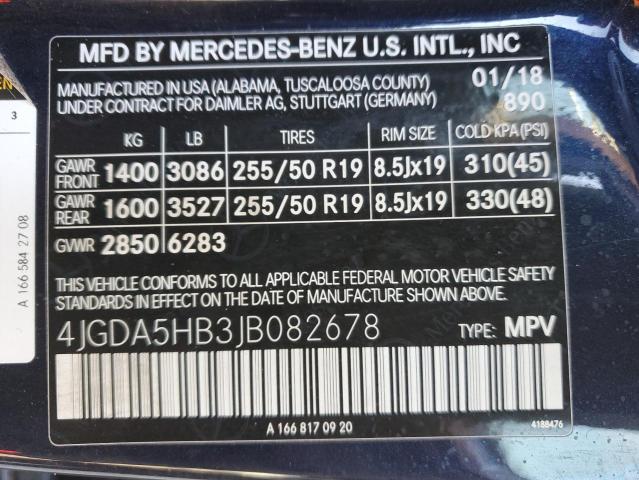 MFD BY MERCEDES-BENZ U.S. INTL., INC
MANUFACTURED IN USA (ALABAMA, TUSCALOOSA COUNTY) 01/18
UNDER CONTRACT FOR DAIMLER AG, STUTTGART (GERMANY) 890
KG LB TIRES RIM SIZE COLD KPA (PSI)
GAWR FRONT 1400 3086 255/50 R19 8.5Jx19 310(45)
GAWR REAR 1600 3527 255/50 R19 8.5Jx19 330(48)
GVWR 2850 6283
THIS VEHICLE CONFORMS TO ALL APPLICABLE FEDERAL MOTOR VEHICLE SAFETY
STANDARDS IN EFFECT ON THE DATE OF MANUFACTURE SHOWN ABOVE.
4JGDA5HB3JB082678 TYPE: MPV
A 166 817 09 20
4188476
3
A 166 584 27 08